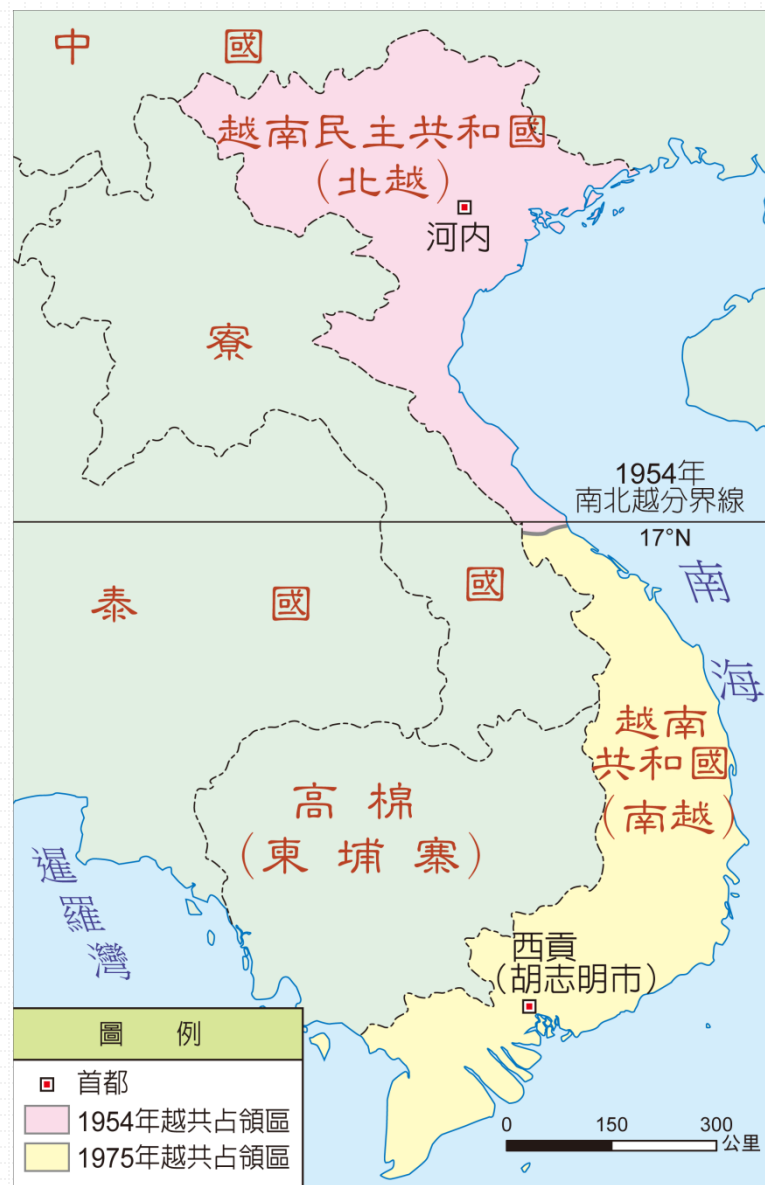 中 國
越南民主共和國
(北越)
河內
寮
1954年
南北越分界線
17°N
泰 國
國
南
海
越南
共和國
(南越)
高棉
(柬埔寨)
暹
羅
灣
西貢
(胡志明市)
圖 例
首都
1954年越共占領區
1975年越共占領區
0 150 300
公里